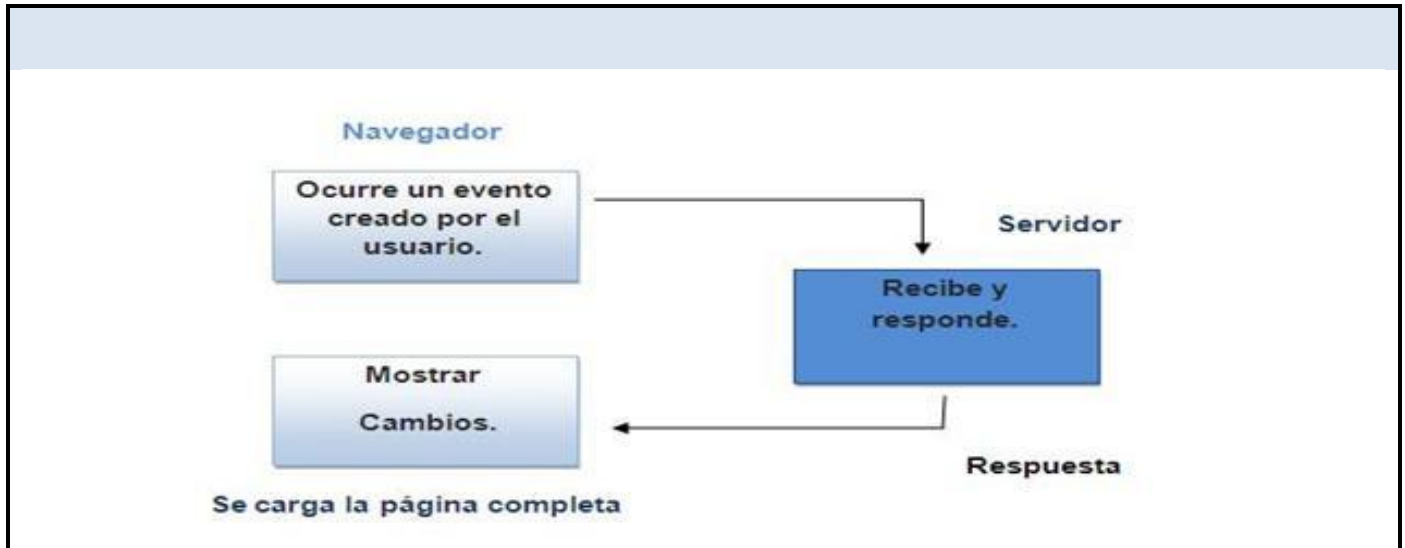 Navegador
Ocurre un evento
creado por el
usuario.
Servidor
Recibe y
responde.
Mostrar
Cambios.
Respuesta
Se carga la página completa